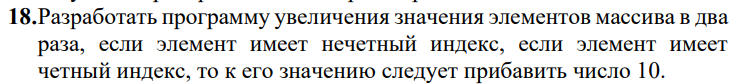 18.Разработать программу увеличения значения элементов массива в два
раза, если элемент имеет нечетный индекс, если элемент имеет
четный индекс, то к его значению следует прибавить число 10.